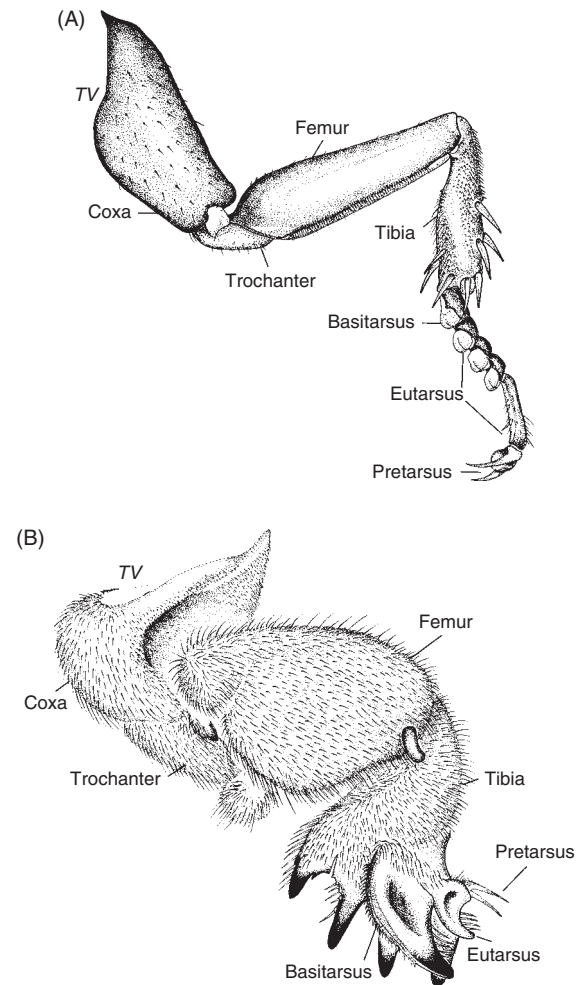 (A)
TV
Femur
Coxa
Tibia
Trochanter
Basitarsus
Eutarsus
Pretarsus
(B)
TV
Femur
Coxa
Trochanter
Tibia
Pretarsus
Eutarsus
Basitarsus